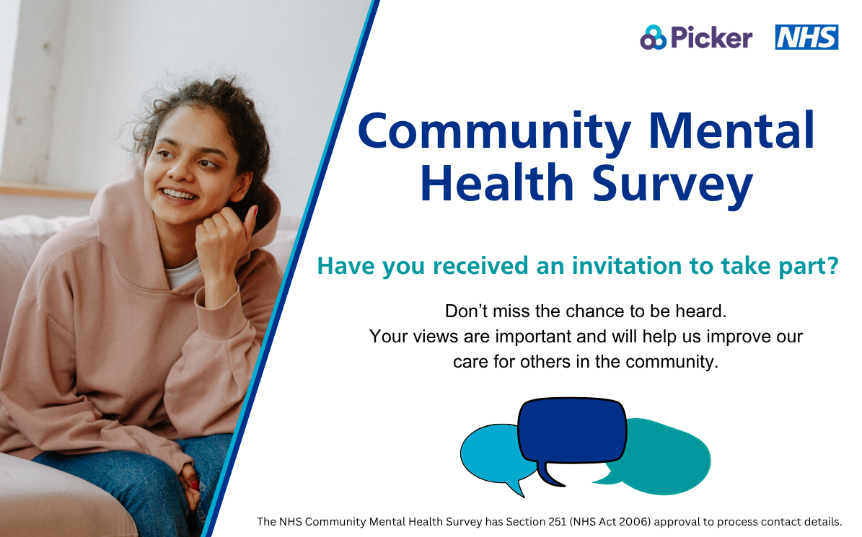 Picker NHS
Community Mental
Health Survey
Have you received an invitation to take part?
Don’t miss the chance to be heard.
Your views are important and will help us improve our
care for others in the community.
The NHS Community Mental Health Survey has Section 251 (NHS Act 2006) approval to process contact details.